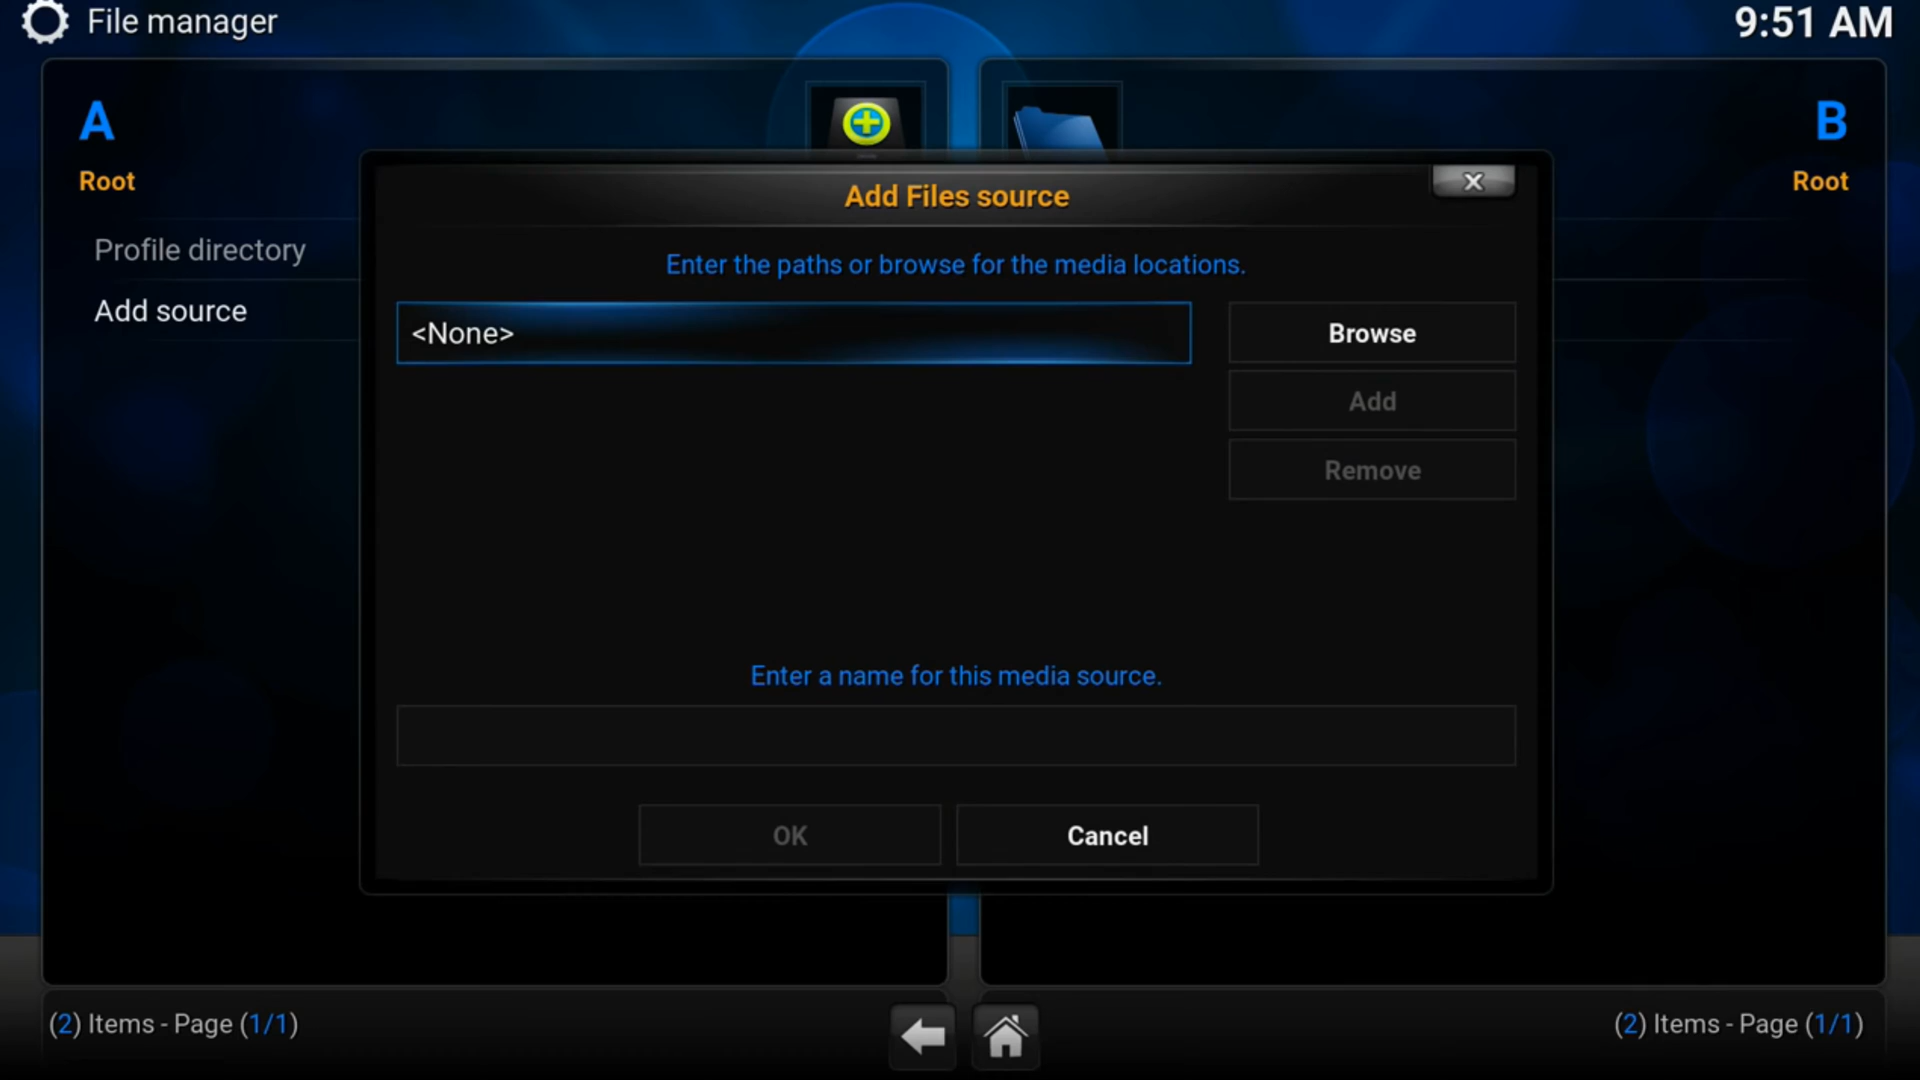 File manager
9:51 AM
A
B
Root
Root
Profile directory
Add source
Add Files source
Enter the paths or browse for the media locations.
<None>
Browse
Add
Remove
Enter a name for this media source.
OK
Cancel
(2) Items - Page (1/1)
(2) Items - Page (1/1)